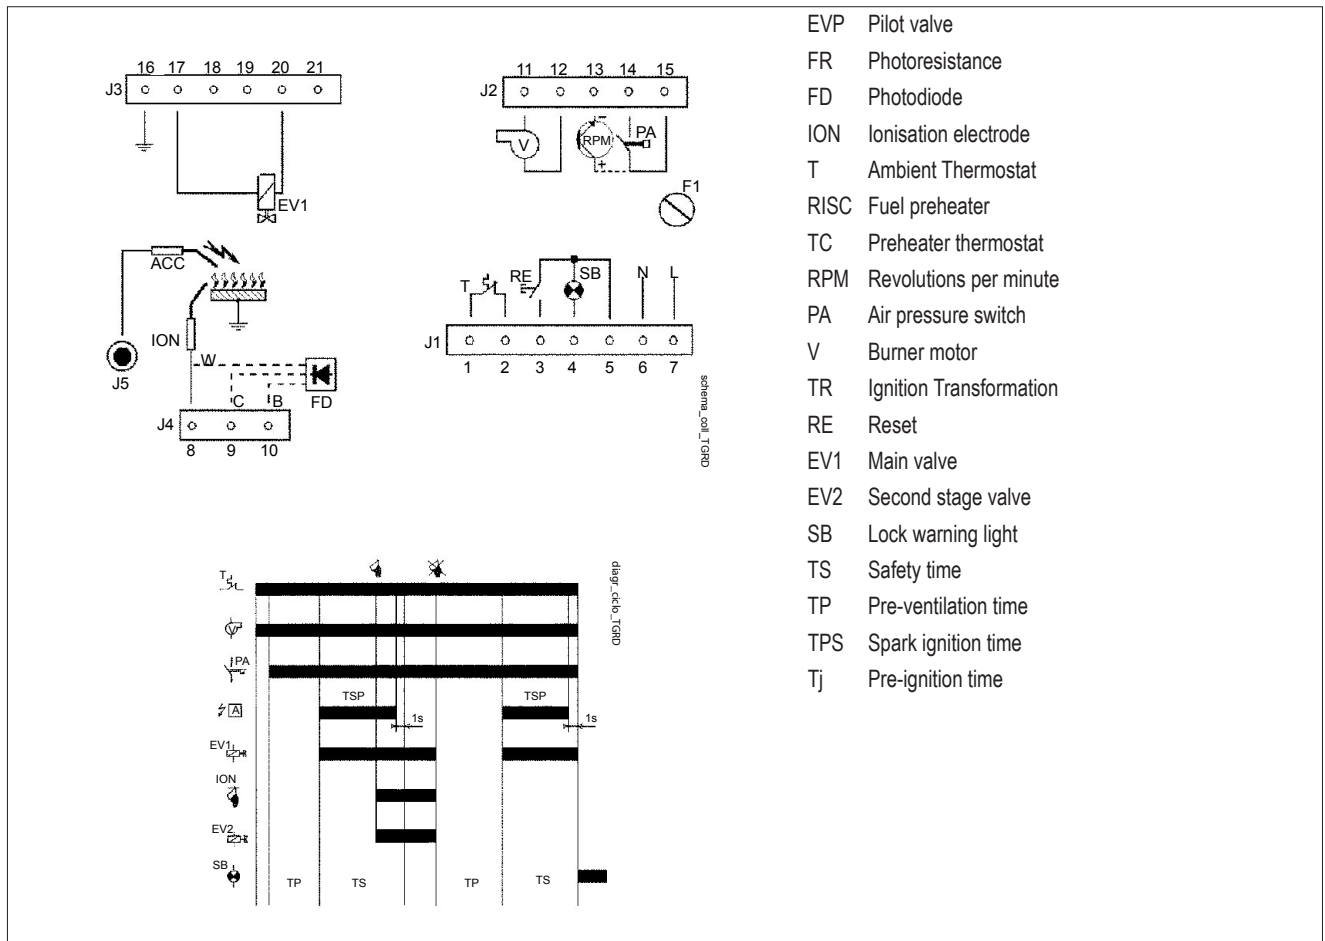 16 17 18 19 20 21
J3
EV1
11 12 13 14 15
J2
V
RPM
PA
F1
ACC
ION
J5
W
C
B
FD
J4
8 9 10
T
RE
SB
N
L
J1
1 2 3 4 5 6 7
schema_coll_TGRD
T
V
PA
TSP TSP
A
1s 1s
EV1
ION
EV2
SB
TP TS TP TS
diagr_ciclo_TGRD
EVP Pilot valve
FR Photoresistance
FD Photodiode
ION Ionisation electrode
T Ambient Thermostat
RISC Fuel preheater
TC Preheater thermostat
RPM Revolutions per minute
PA Air pressure switch
V Burner motor
TR Ignition Transformation
RE Reset
EV1 Main valve
EV2 Second stage valve
SB Lock warning light
TS Safety time
TP Pre-ventilation time
TPS Spark ignition time
Tj Pre-ignition time